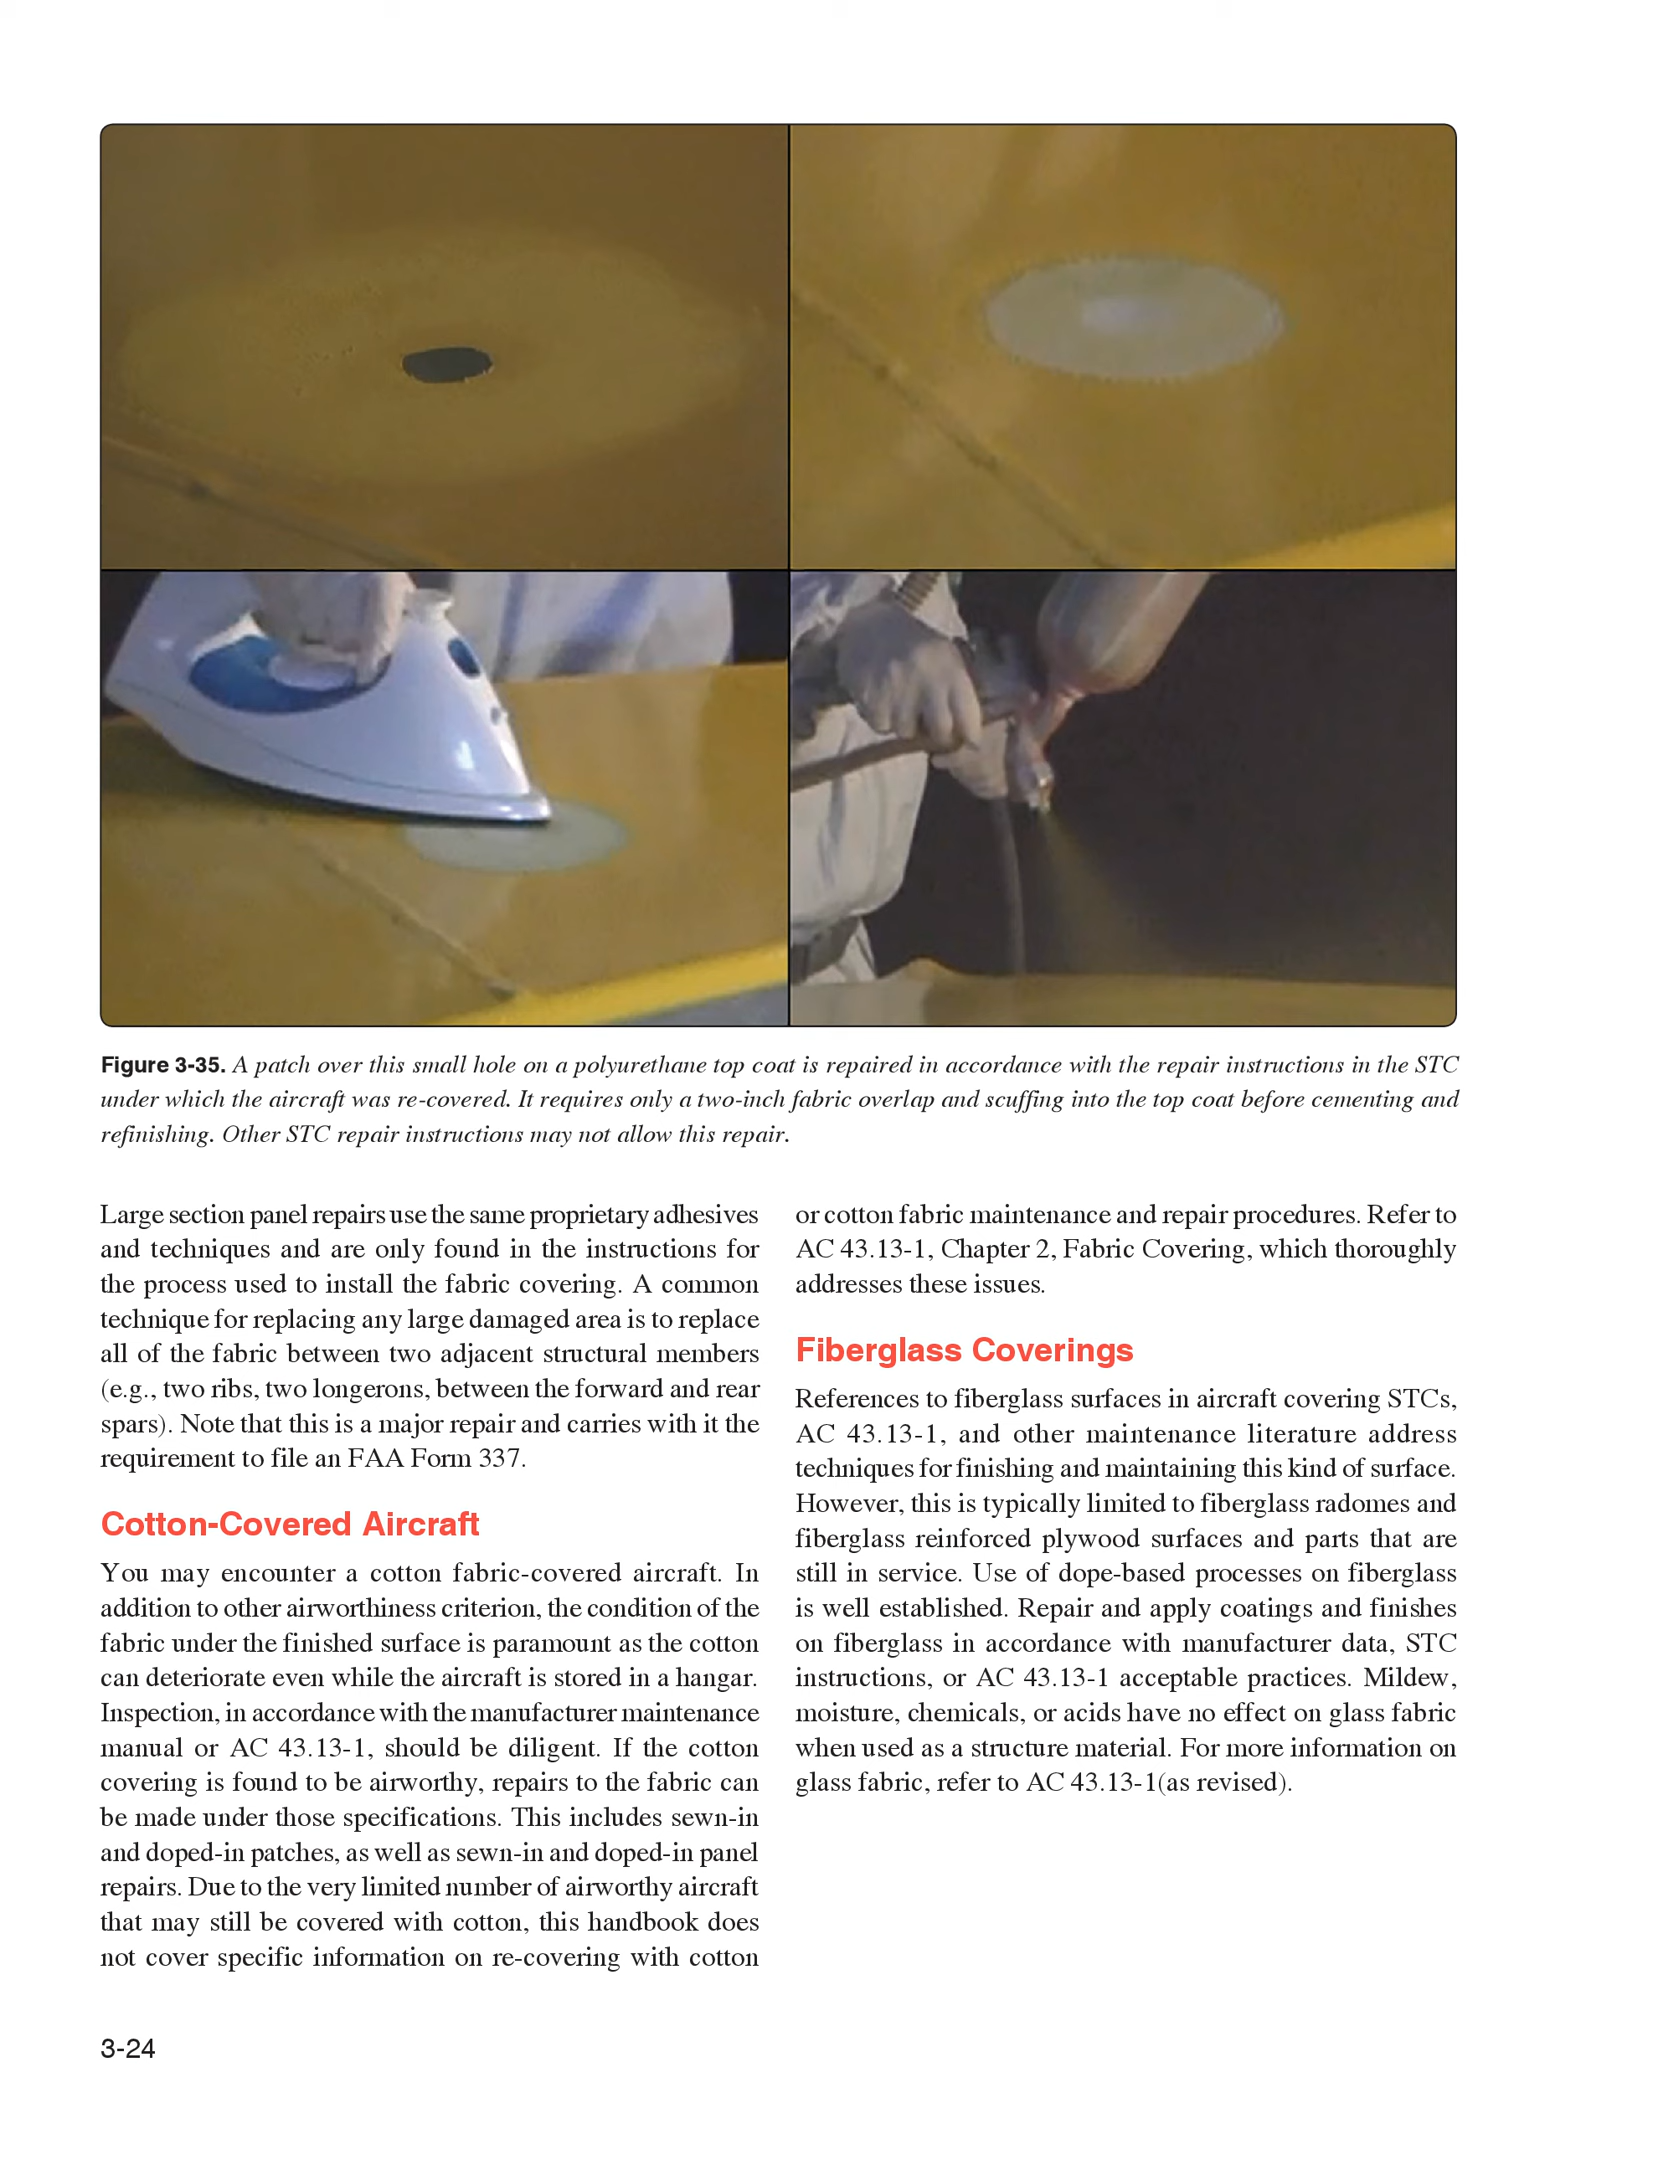 Figure 3-35. A patch over this small hole on a polyurethane top coat is repaired in accordance with the repair instructions in the STC
under which the aircraft was re-covered. It requires only a two-inch fabric overlap and scuffing into the top coat before cementing and
refinishing. Other STC repair instructions may not allow this repair.
Large section panel repairs use the same proprietary adhesives
and techniques and are only found in the instructions for
the process used to install the fabric covering. A common
technique for replacing any large damaged area is to replace
all of the fabric between two adjacent structural members
(e.g., two ribs, two longerons, between the forward and rear
spars). Note that this is a major repair and carries with it the
requirement to file an FAA Form 337.
Cotton-Covered Aircraft
You may encounter a cotton fabric-covered aircraft. In
addition to other airworthiness criterion, the condition of the
fabric under the finished surface is paramount as the cotton
can deteriorate even while the aircraft is stored in a hangar.
Inspection, in accordance with the manufacturer maintenance
manual or AC 43.13-1, should be diligent. If the cotton
covering is found to be airworthy, repairs to the fabric can
be made under those specifications. This includes sewn-in
and doped-in patches, as well as sewn-in and doped-in panel
repairs. Due to the very limited number of airworthy aircraft
that may still be covered with cotton, this handbook does
not cover specific information on re-covering with cotton
or cotton fabric maintenance and repair procedures. Refer to
AC 43.13-1, Chapter 2, Fabric Covering, which thoroughly
addresses these issues.
Fiberglass Coverings
References to fiberglass surfaces in aircraft covering STCs,
AC 43.13-1, and other maintenance literature address
techniques for finishing and maintaining this kind of surface.
However, this is typically limited to fiberglass radomes and
fiberglass reinforced plywood surfaces and parts that are
still in service. Use of dope-based processes on fiberglass
is well established. Repair and apply coatings and finishes
on fiberglass in accordance with manufacturer data, STC
instructions, or AC 43.13-1 acceptable practices. Mildew,
moisture, chemicals, or acids have no effect on glass fabric
when used as a structure material. For more information on
glass fabric, refer to AC 43.13-1(as revised).
3-24